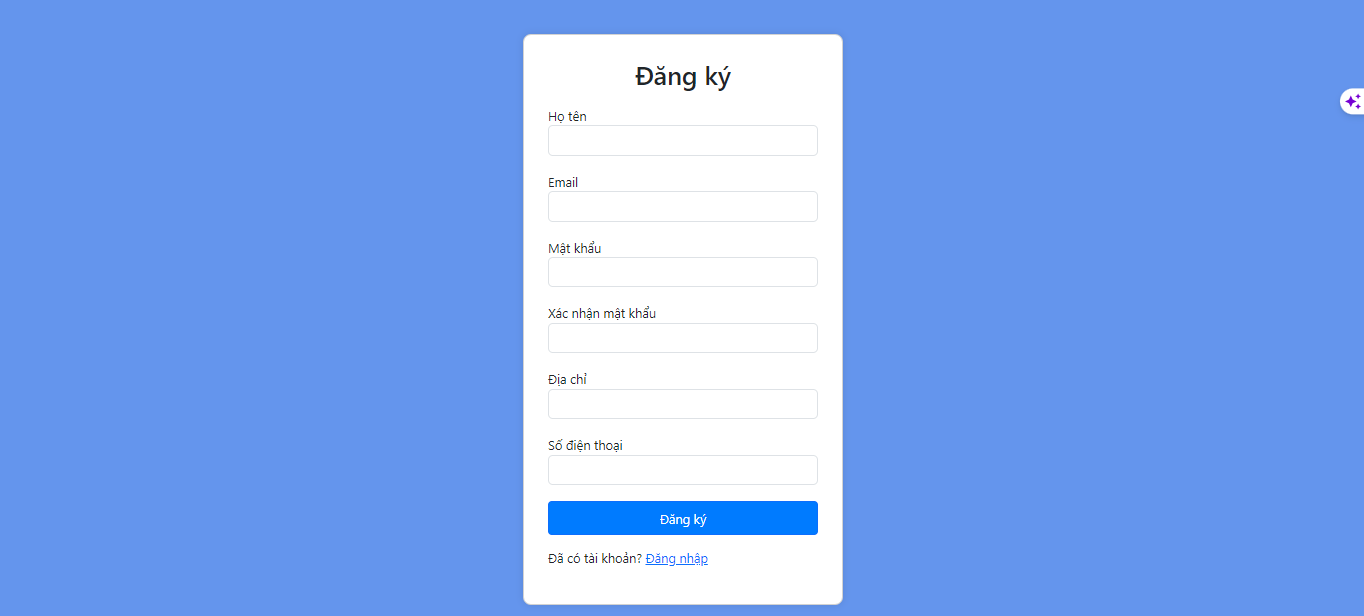 Đăng ký
Họ tên
Email
Mật khẩu
Xác nhận mật khẩu
Địa chỉ
Số điện thoại
Đăng ký
Đã có tài khoản? Đăng nhập